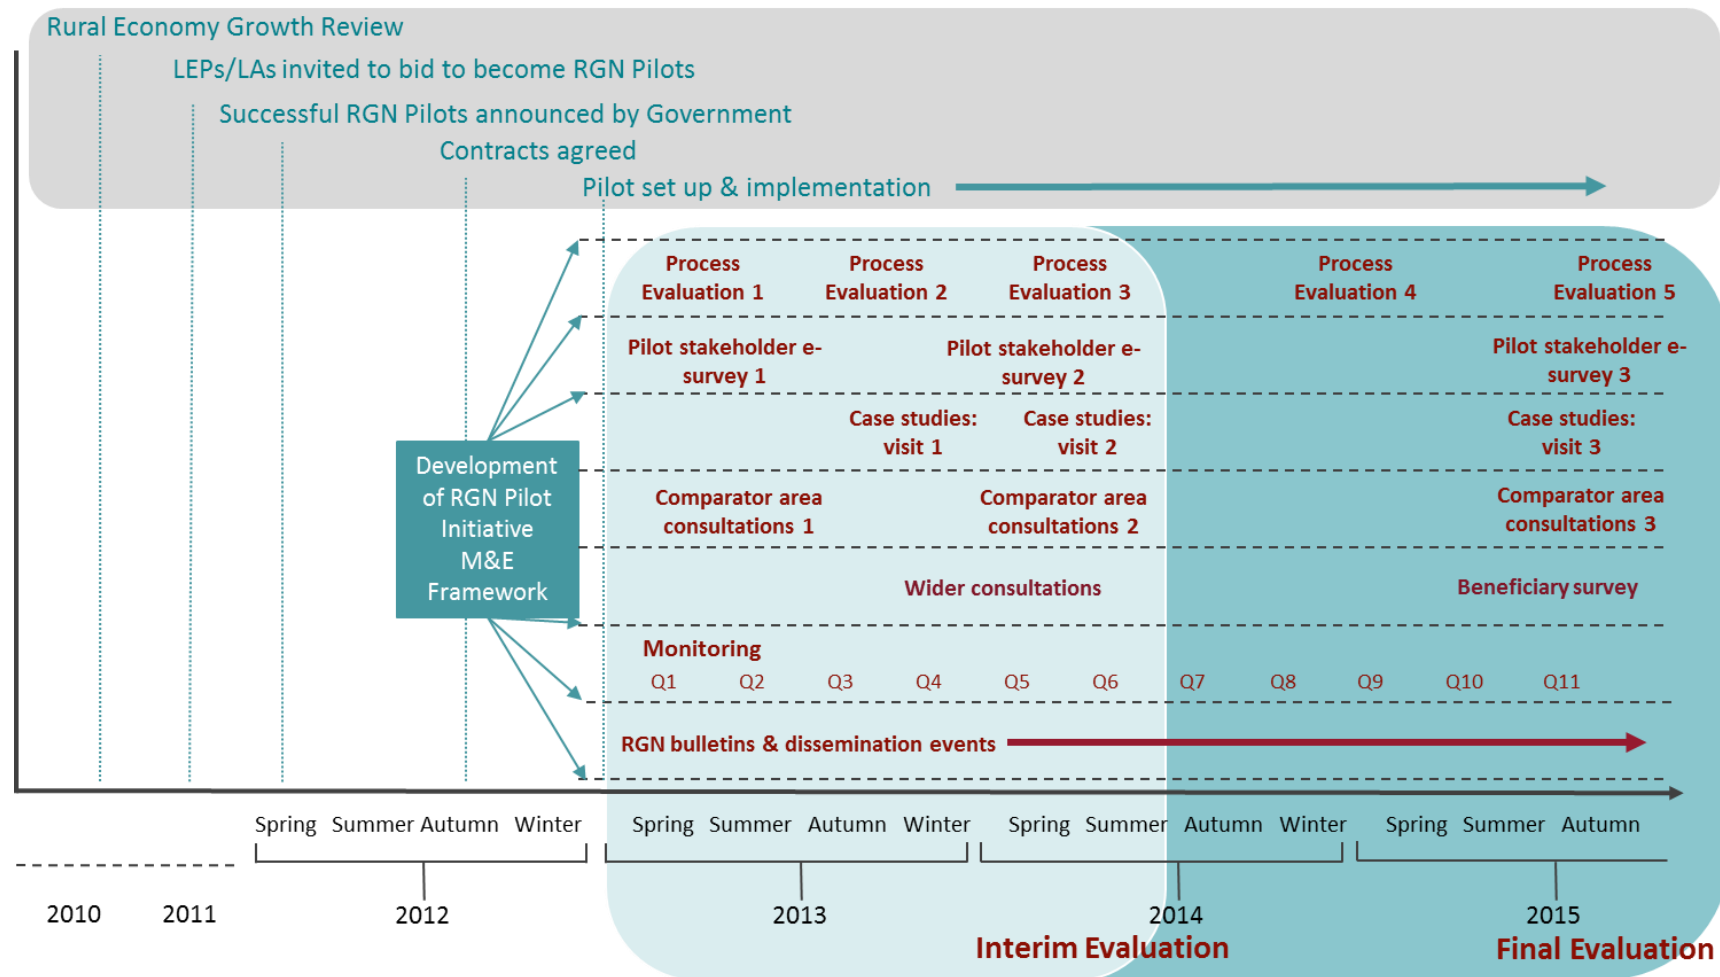 Rural Economy Growth Review
LEPs/LAs invited to bid to become RGN Pilots
Successful RGN Pilots announced by Government
Contracts agreed
Pilot set up & implementation
Process
Evaluation 1
Process
Evaluation 2
Process
Evaluation 3
Process
Evaluation 4
Process
Evaluation 5
Pilot stakeholder e-
survey 1
Pilot stakeholder e-
survey 2
Pilot stakeholder e-
survey 3
Case studies:
visit 1
Case studies:
visit 2
Case studies:
visit 3
Development
of RGN Pilot
Initiative
M&E
Framework
Comparator area
consultations 1
Comparator area
consultations 2
Comparator area
consultations 3
Wider consultations
Beneficiary survey
Monitoring
Q1 Q2 Q3 Q4 Q5 Q6 Q7 Q8 Q9 Q10 Q11
RGN bulletins & dissemination events
Spring Summer Autumn Winter Spring Summer Autumn Winter Spring Summer Autumn Winter Spring Summer Autumn
2010 2011 2012 2013 2014 2015
Interim Evaluation
Final Evaluation